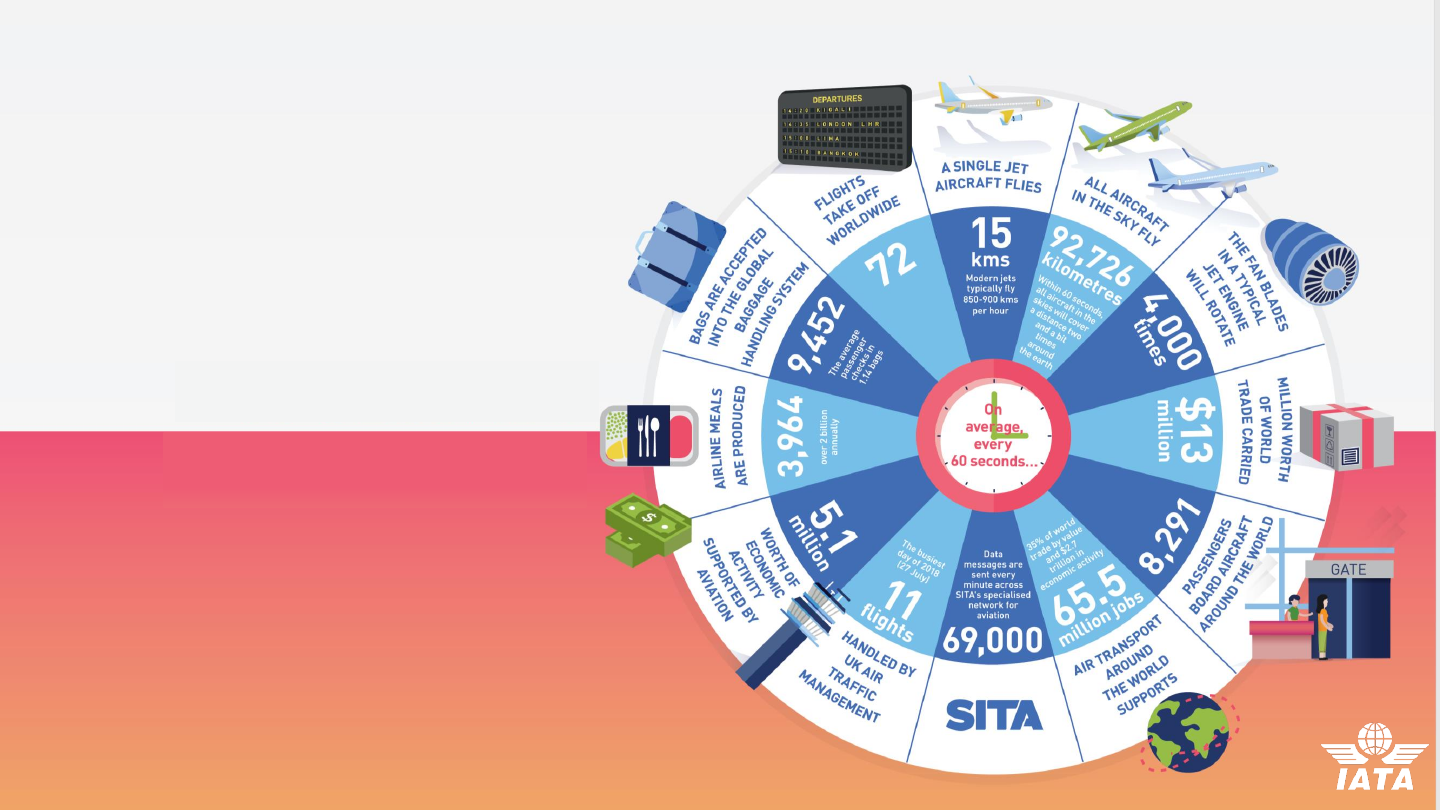 DEPARTURES
14:20 KIGALI
14:35 LONDON LHR
15:00 LIMA
15:10 BANGKOK
A SINGLE JET
AIRCRAFT FLIES
15
kms
Modern jets
typically fly
850-900 kms
per hour
ALL AIRCRAFT
IN THE SKY FLY
92,726
kilometres
Within 60 seconds,
all aircraft in the
skies will cover
a distance two
and a bit
times
around
the earth
THE FAN BLADES
IN A TYPICAL
JET ENGINE
WILL ROTATE
4,000
times
$13
million
MILLION WORTH
OF WORLD
TRADE CARRIED
8,291
PASSENGERS
BOARD AIRCRAFT
AROUND THE WORLD
GATE
35% of world
trade by value
and $2.7
trillion in
economic activity
65.5
million jobs
AIR TRANSPORT
AROUND
THE WORLD
SUPPORTS
Data
messages are
sent every
minute across
SITA's specialised
network for
aviation
69,000
SITA
The busiest
day of 2018
(27 July)
11
flights
HANDLED BY
UK AIR
TRAFFIC
MANAGEMENT
5.1
million
WORTH OF
ECONOMIC
ACTIVITY
SUPPORTED BY
AVIATION
$
AIRLINE MEALS
ARE PRODUCED
3,964
over 2 billion
annually
BAGS ARE ACCEPTED
INTO THE GLOBAL
BAGGAGE
HANDLING SYSTEM
9,452
The average
passenger
checks in
1.14 bags
FLIGHTS
TAKE OFF
WORLDWIDE
72
On
average,
every
60 seconds...
IATA